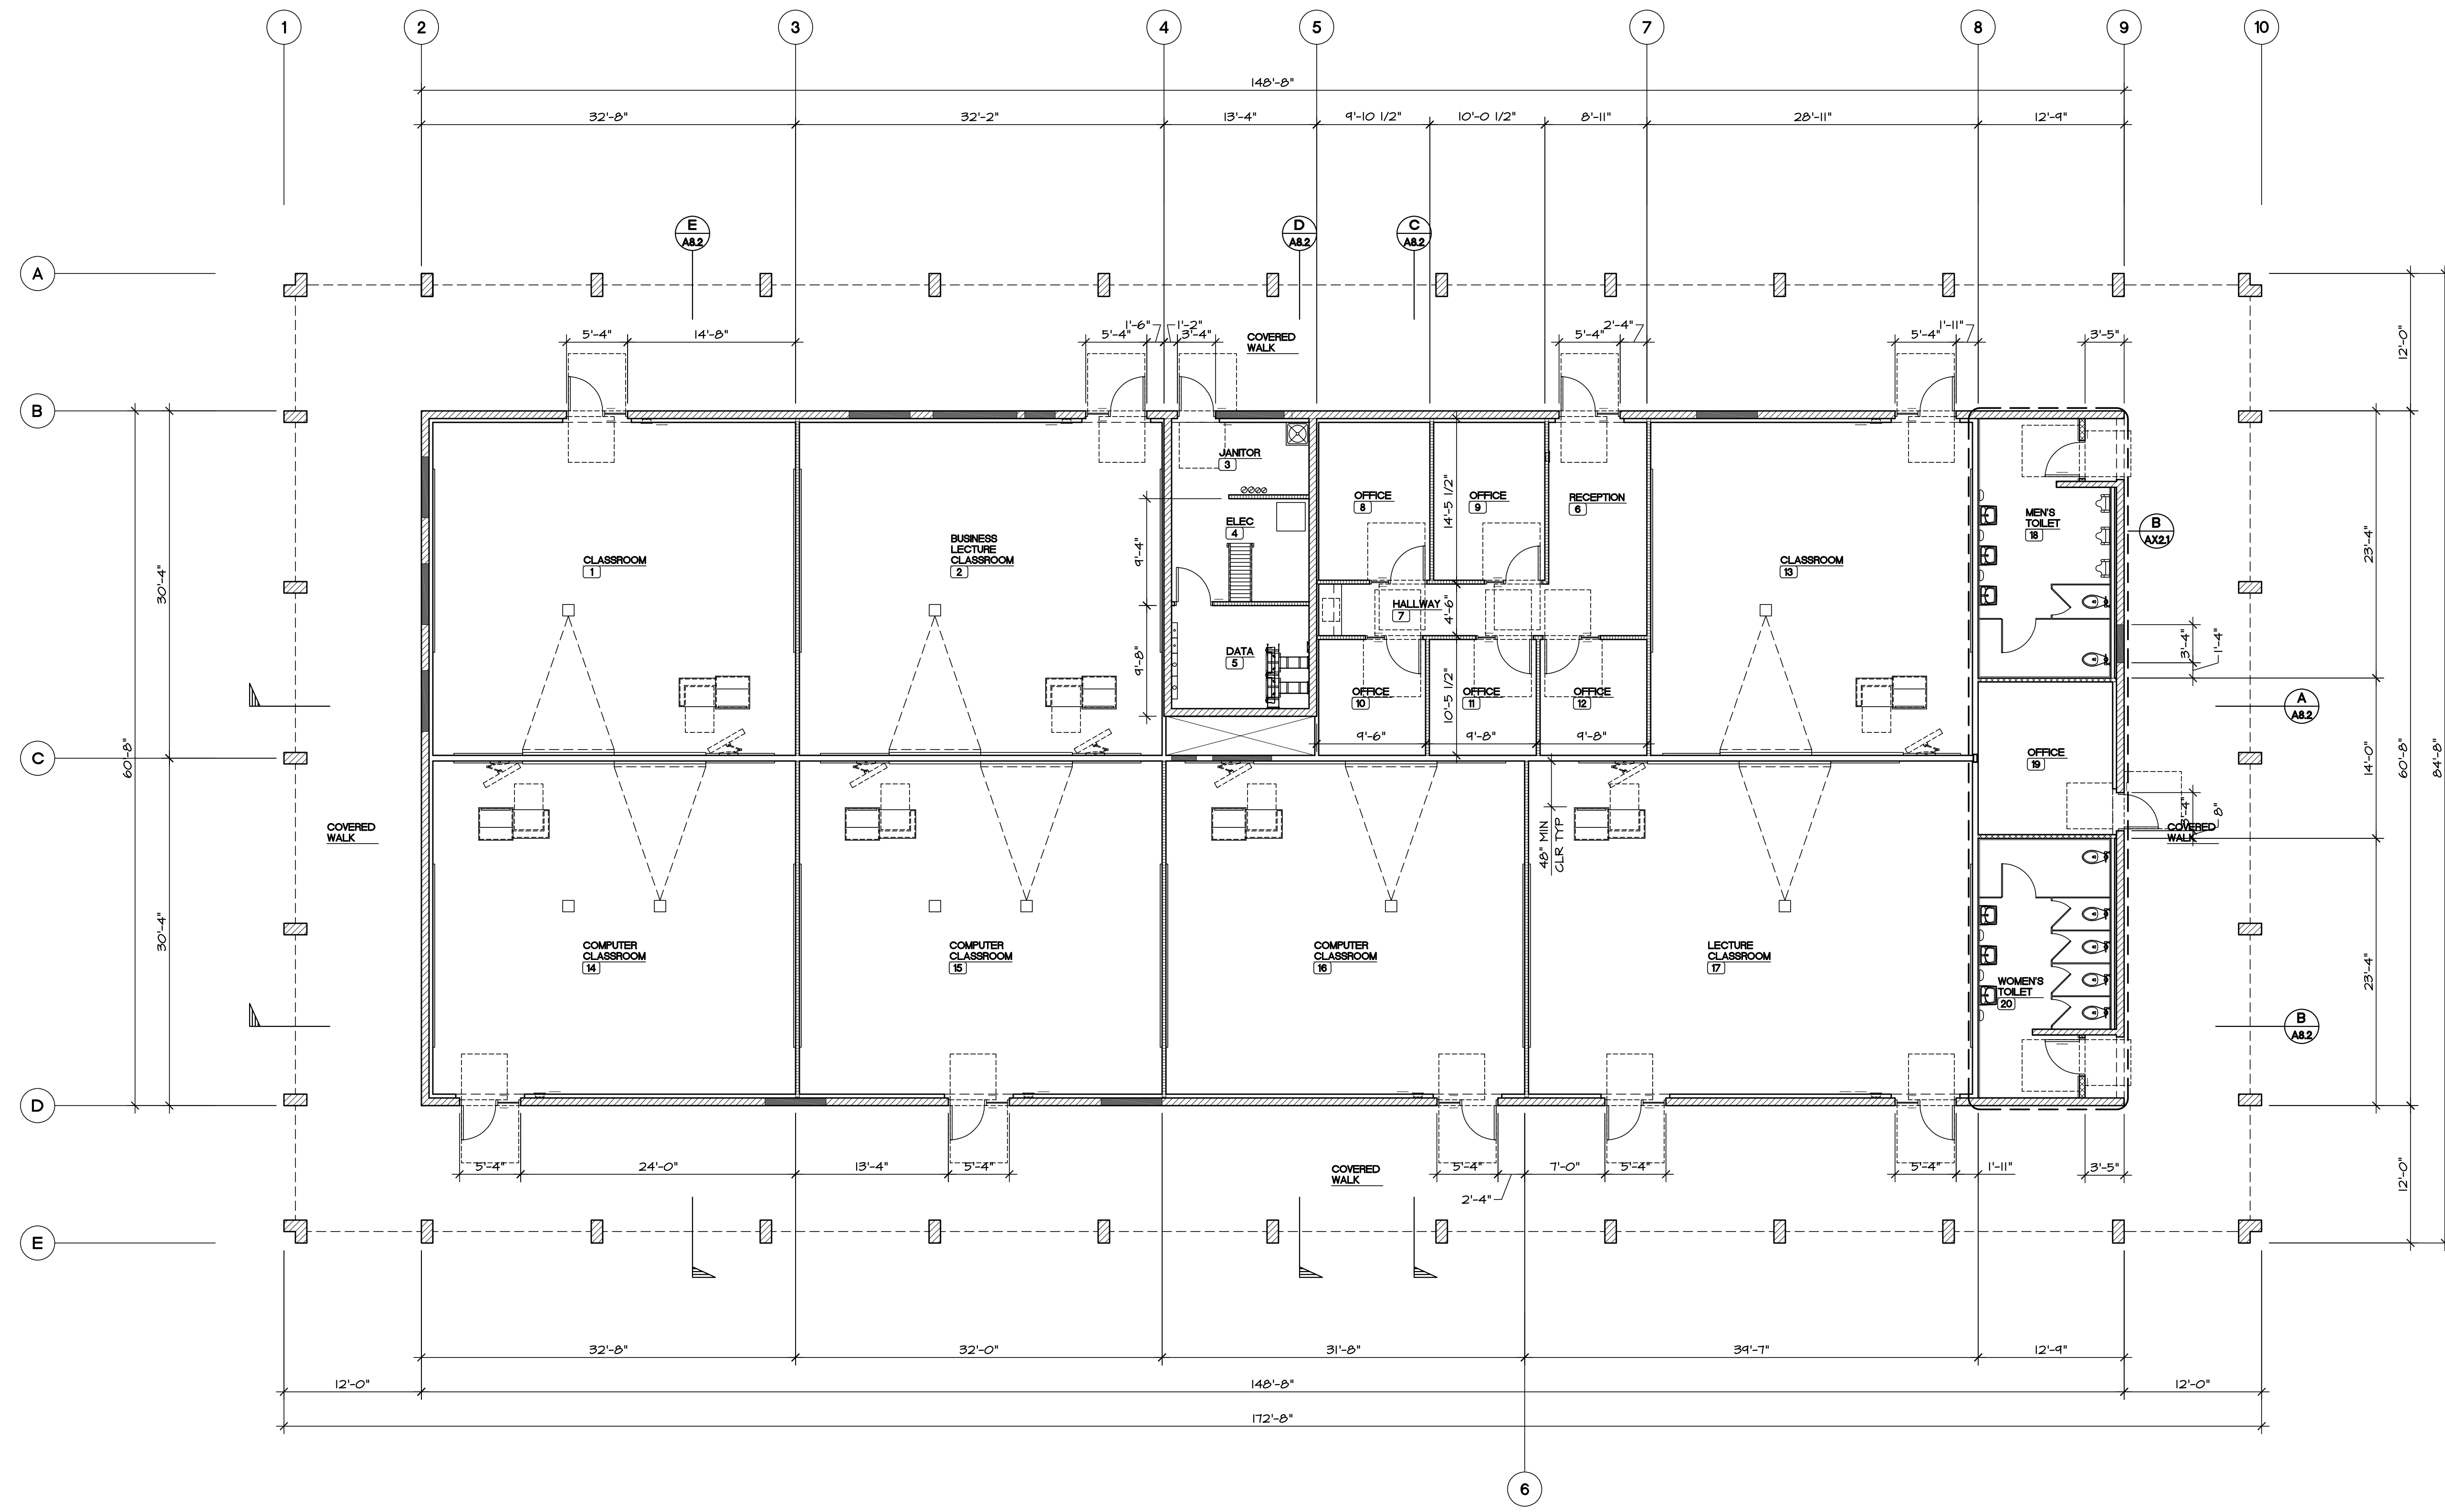 1 2 3 4 5 7 8 9 10
148'-8"
32'-8" 32'-2" 13'-4" 9'-10 1/2" 10'-0 1/2" 8'-11" 28'-11" 12'-9"
E D C
A8.2 A8.2 A8.2
A
12'-0"
5'-4" 14'-8" 5'-4" 1'-6" 1'-2" 3'-4" 5'-4" 2'-4" 5'-4" 1'-11" 3'-5"
COVERED
WALK
B
JANITOR
3
OFFICE
8
OFFICE
9
RECEPTION
6
14'-5 1/2"
ELEC
4
MEN'S
TOILET
18
B
AX2.1
BUSINESS
LECTURE
CLASSROOM
2
CLASSROOM
1
CLASSROOM
13
9'-4"
30'-4"
23'-4"
HALLWAY
7
4'-6"
DATA
5
9'-8"
3'-4"
1'-4"
OFFICE
10
OFFICE
11
OFFICE
12
10'-5 1/2"
9'-6" 9'-8" 9'-8"
A
A8.2
C
60'-8"
OFFICE
19
14'-0"
60'-8"
84'-8"
3'-4"
8"
COVERED
WALK
COVERED
WALK
48" MIN
CLR TYP
30'-4"
COMPUTER
CLASSROOM
14
COMPUTER
CLASSROOM
15
COMPUTER
CLASSROOM
16
LECTURE
CLASSROOM
17
WOMEN'S
TOILET
20
23'-4"
B
A8.2
D
5'-4" 24'-0" 13'-4" 5'-4" 5'-4" 7'-0" 5'-4" 5'-4" 1'-11" 3'-5"
2'-4"
COVERED
WALK
12'-0"
E
32'-8" 32'-0" 31'-8" 39'-7" 12'-9"
12'-0" 148'-8" 12'-0"
172'-8"
6